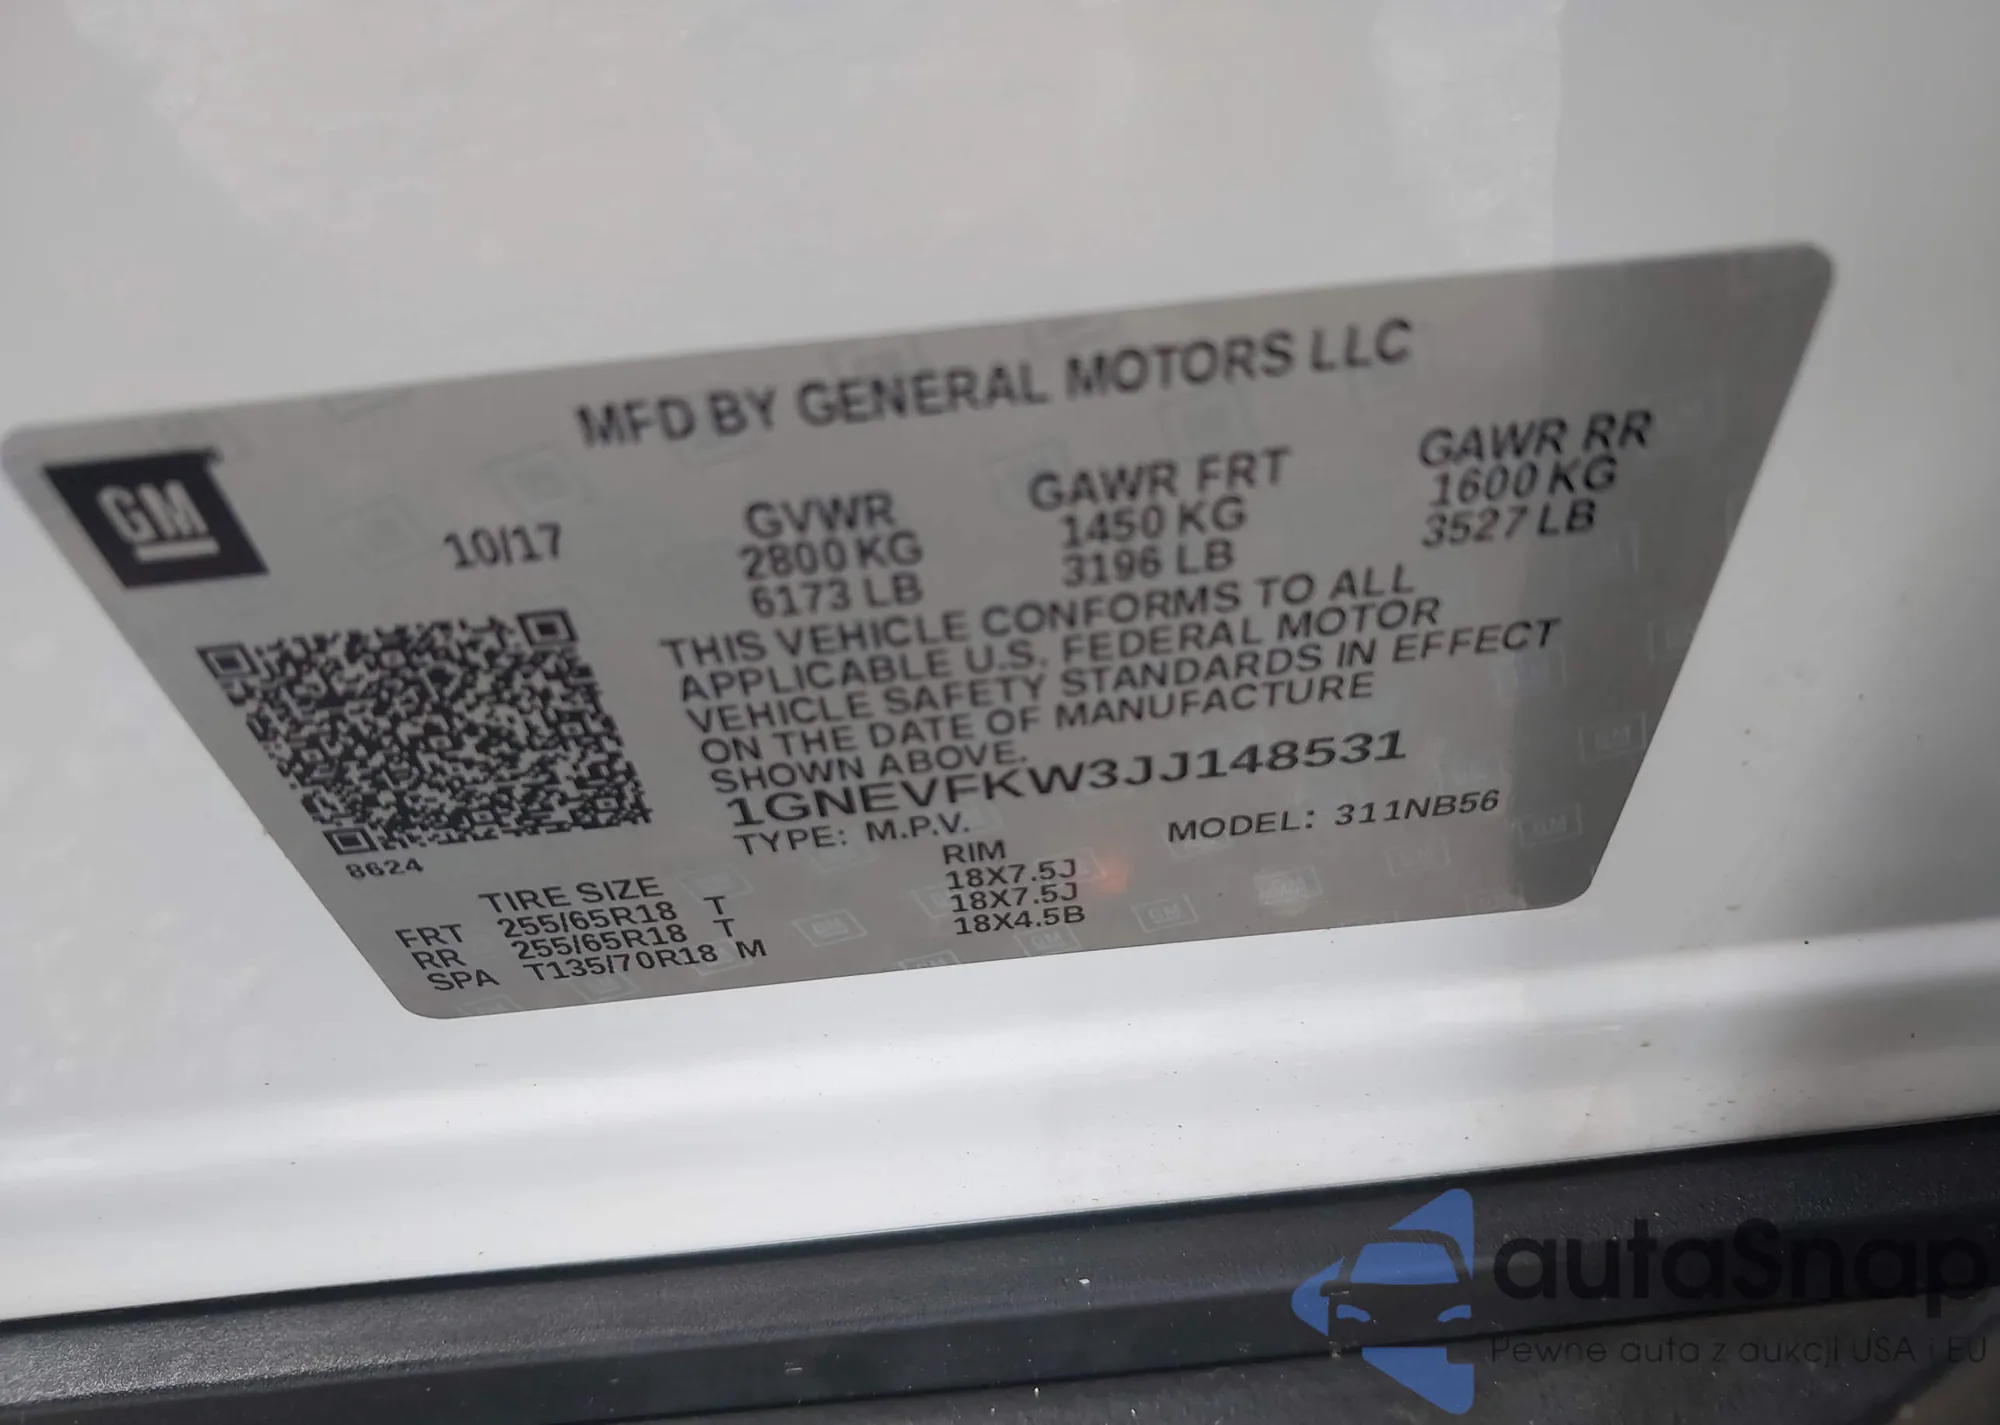 MFD BY GENERAL MOTORS LLC
GM
10/17
GVWR GAWR FRT GAWR RR
2800 KG 1450 KG 1600 KG
6173 LB 3196 LB 3527 LB
THIS VEHICLE CONFORMS TO ALL
APPLICABLE U.S. FEDERAL MOTOR
VEHICLE SAFETY STANDARDS IN EFFECT
ON THE DATE OF MANUFACTURE
SHOWN ABOVE.
1GNEVFKW3JJ148531
TYPE: M.P.V. MODEL: 311NB56
8624
TIRE SIZE RIM
FRT 255/65R18 T 18X7.5J
RR 255/65R18 T 18X7.5J
SPA T135/70R18 M 18X4.5B
autaSnap
Pewne auta z aukcji USA i EU